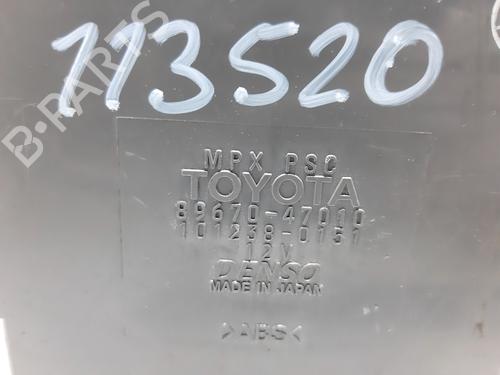 113520
B-PARTS
MPX PSC
TOYOTA
89670-47010
101238-0151
12V
DENSO
MADE IN JAPAN
>ABS<